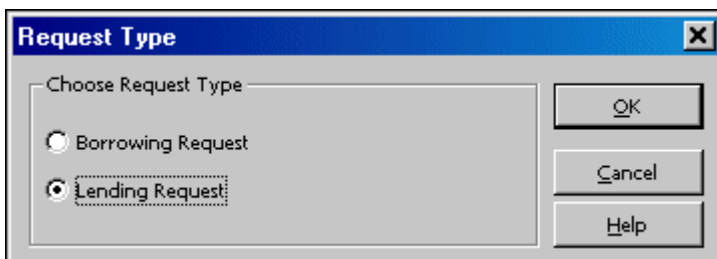 Request Type
Choose Request Type
Borrowing Request
Lending Request
OK
Cancel
Help